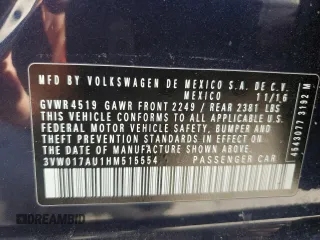 MFD BY VOLKSWAGEN DE MEXICO S.A. DE C.V.
MEXICO 11/16
GVWR 4519 GAWR FRONT 2249 / REAR 2381 LBS
THIS VEHICLE CONFORMS TO ALL APPLICABLE
FEDERAL MOTOR VEHICLE SAFETY, BUMPER AND
THEFT PREVENTION STANDARDS IN EFFECT ON
THE DATE OF MANUFACTURE SHOWN ABOVE.
3VW017AU1HM515554 PASSENGER CAR
4543077 3192 M